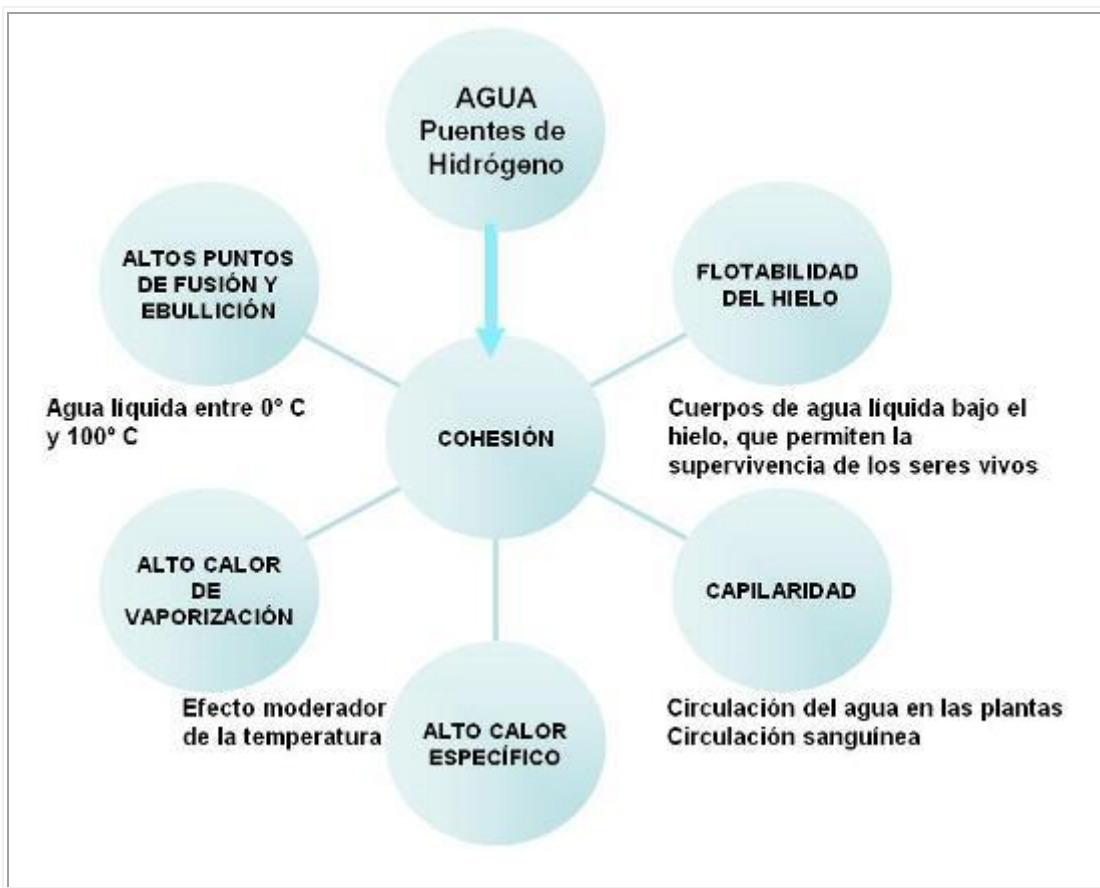 AGUA
Puentes de
Hidrógeno
ALTOS PUNTOS
DE FUSIÓN Y
EBULLICIÓN
FLOTABILIDAD
DEL HIELO
Agua líquida entre 0º C
y 100º C
COHESIÓN
Cuerpos de agua líquida bajo el
hielo, que permiten la
supervivencia de los seres vivos
ALTO CALOR
DE
VAPORIZACIÓN
CAPILARIDAD
Efecto moderador
de la temperatura
ALTO CALOR
ESPECÍFICO
Circulación del agua en las plantas
Circulación sanguínea